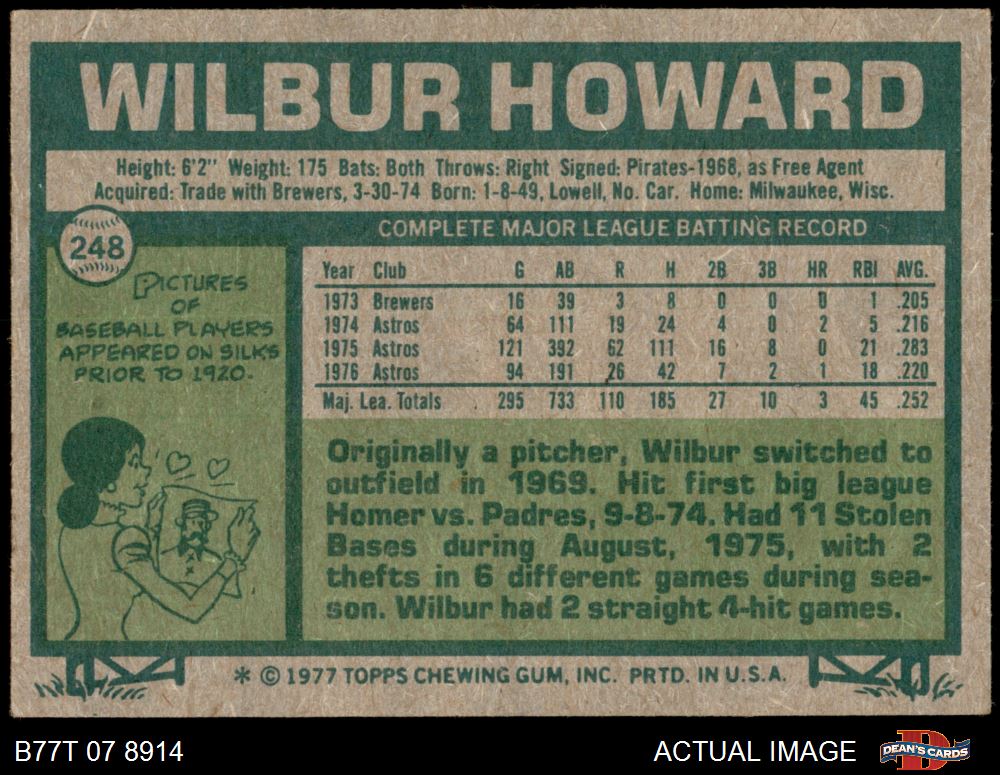 WILBUR HOWARD
Height: 6'2" Weight: 175 Bats: Both Throws: Right Signed: Pirates-1968, as Free Agent
Acquired: Trade with Brewers, 3-30-74 Born: 1-8-49, Lowell, No. Car. Home: Milwaukee, Wisc.
248
PICTURES
OF
BASEBALL PLAYERS
APPEARED ON SILKS
PRIOR TO 1920.
COMPLETE MAJOR LEAGUE BATTING RECORD
Year Club G AB R H 2B 3B HR RBI AVG.
1973 Brewers 16 39 3 8 0 0 0 1 .205
1974 Astros 64 111 19 24 4 0 2 5 .216
1975 Astros 121 392 62 111 16 8 0 21 .283
1976 Astros 94 191 26 42 7 2 1 18 .220
Maj. Lea. Totals 295 733 110 185 27 10 3 45 .252
Originally a pitcher, Wilbur switched to
outfield in 1969. Hit first big league
Homer vs. Padres, 9-8-74. Had 11 Stolen
Bases during August, 1975, with 2
thefts in 6 different games during sea-
son. Wilbur had 2 straight 4-hit games.
* © 1977 TOPPS CHEWING GUM, INC. PRTD. IN U.S.A.
B77T 07 8914
ACTUAL IMAGE
D
DEAN'S CARDS